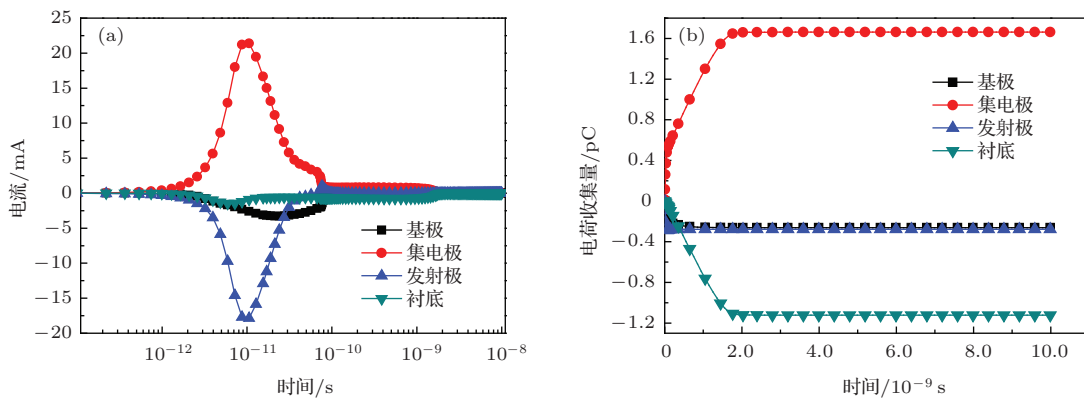 (a)
25
20
15
10
5
0
−5
−10
−15
−20
电流/mA
基极
集电极
发射极
衬底
10−12
10−11
10−10
10−9
10−8
时间/s
(b)
1.6
1.2
0.8
0.4
0
−0.4
−0.8
−1.2
电荷收集量/pC
基极
集电极
发射极
衬底
0
2.0
4.0
6.0
8.0
10.0
时间/10−9 s